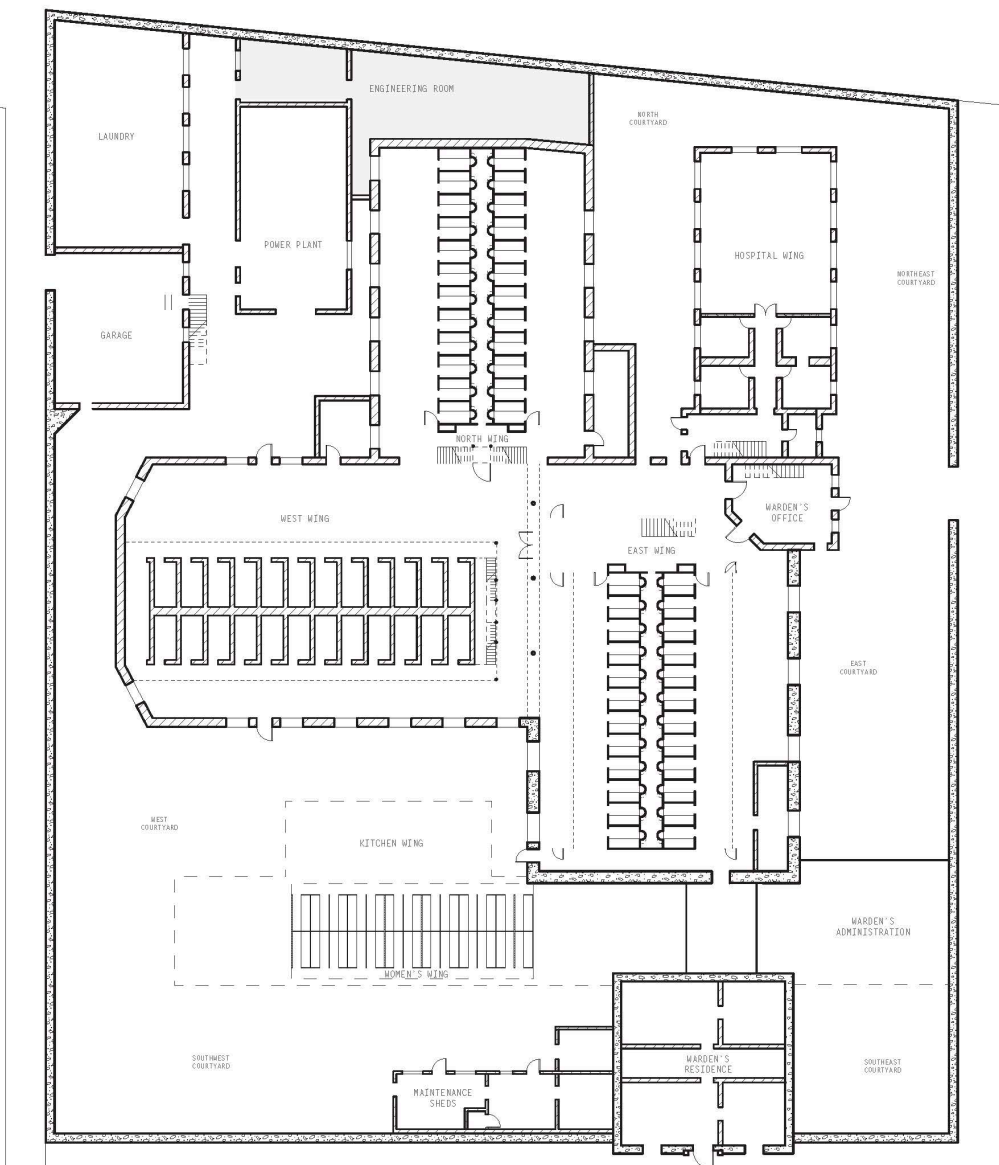 ENGINEERING ROOM
NORTH
COURTYARD
LAUNDRY
POWER PLANT
HOSPITAL WING
NORTHEAST
COURTYARD
GARAGE
NORTH WING
WEST WING
WARDEN'S
OFFICE
EAST WING
EAST
COURTYARD
WEST
COURTYARD
KITCHEN WING
WARDEN'S
ADMINISTRATION
WOMEN'S WING
SOUTHWEST
COURTYARD
WARDEN'S
RESIDENCE
SOUTHEAST
COURTYARD
MAINTENANCE
SHEDS